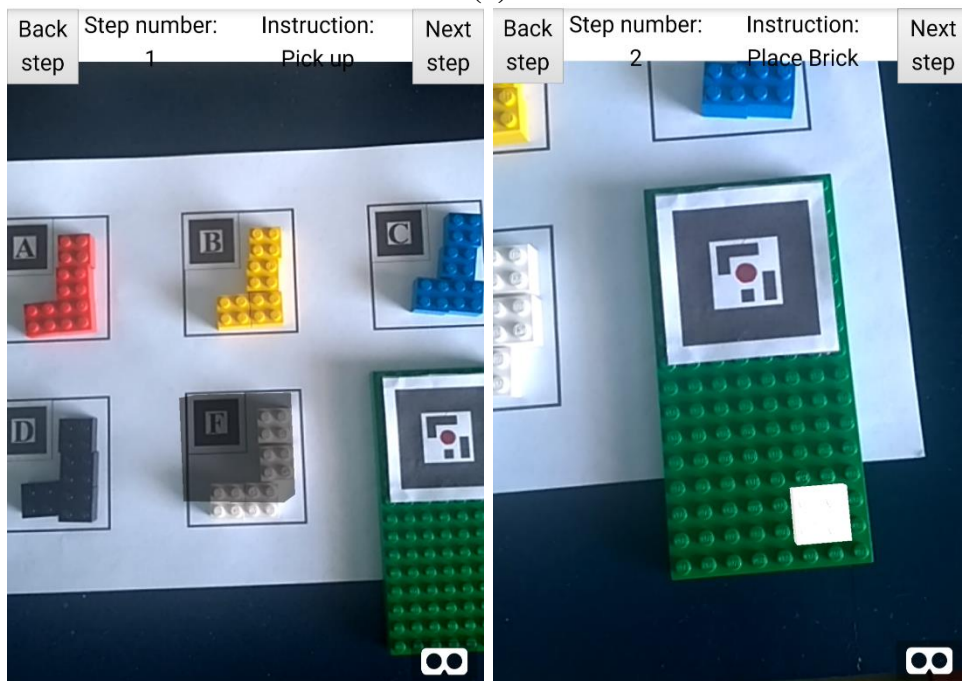 Back step
Step number: 1
Instruction: Pick up
Next step
A
B
C
D
F
Back step
Step number: 2
Instruction: Place Brick
Next step